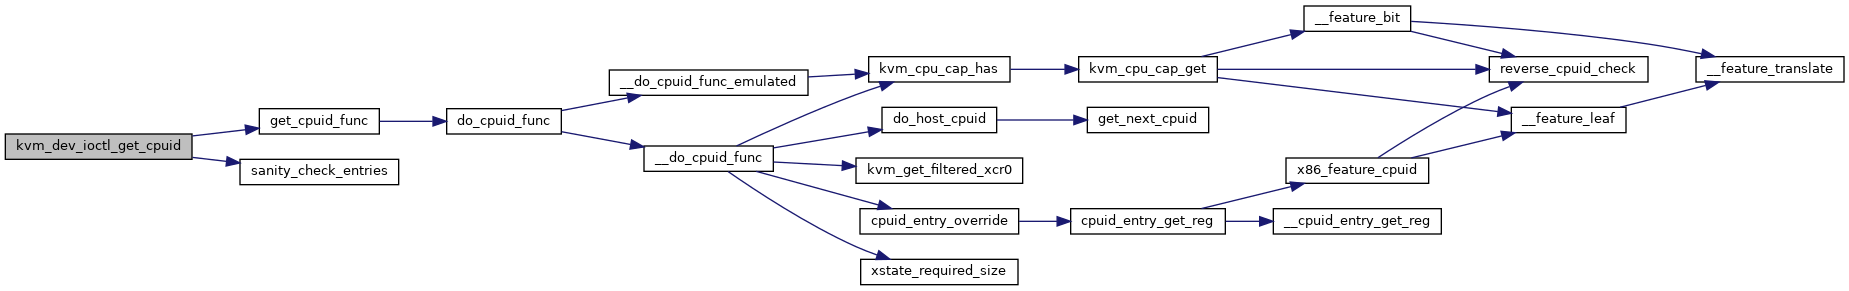 kvm_dev_ioctl_get_cpuid
get_cpuid_func
sanity_check_entries
do_cpuid_func
__do_cpuid_func_emulated
__do_cpuid_func
kvm_cpu_cap_has
do_host_cpuid
kvm_get_filtered_xcr0
cpuid_entry_override
xstate_required_size
kvm_cpu_cap_get
get_next_cpuid
cpuid_entry_get_reg
__feature_bit
x86_feature_cpuid
__cpuid_entry_get_reg
reverse_cpuid_check
__feature_leaf
__feature_translate